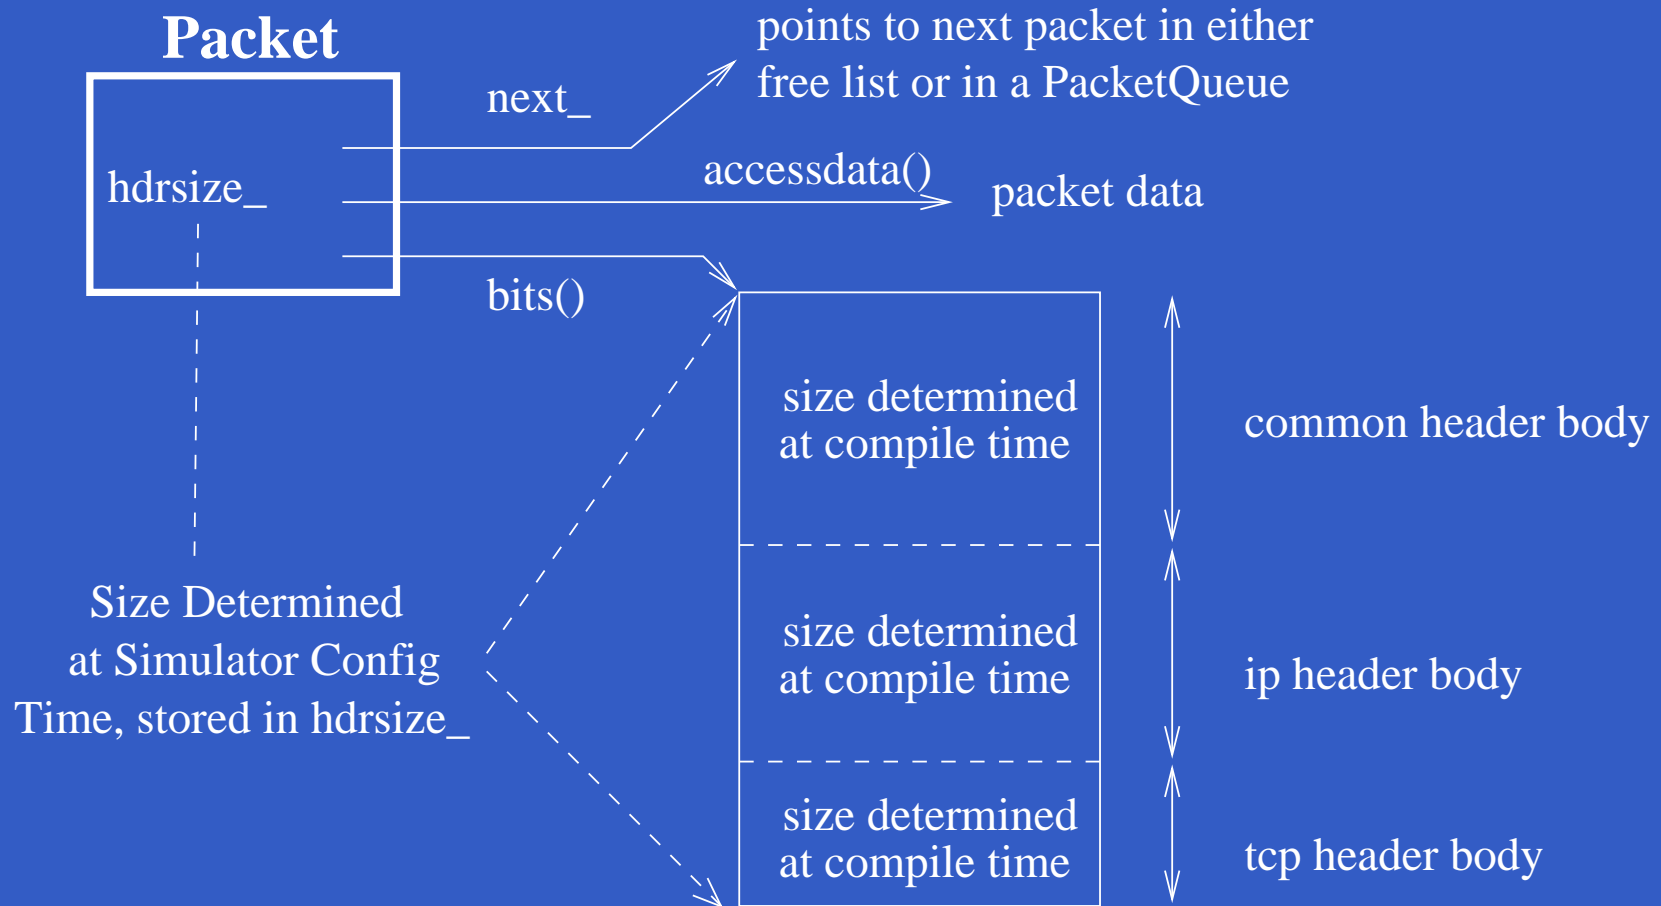 Packet
points to next packet in either
free list or in a PacketQueue
next_
accessdata()
hdrsize_
packet data
bits()
size determined
at compile time
common header body
Size Determined
at Simulator Config
Time, stored in hdrsize_
size determined
at compile time
ip header body
size determined
at compile time
tcp header body